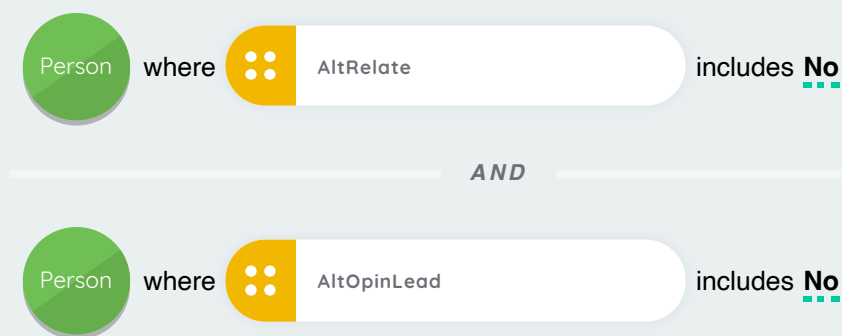 Person where AltRelate includes No
AND
Person where AltOpinLead includes No